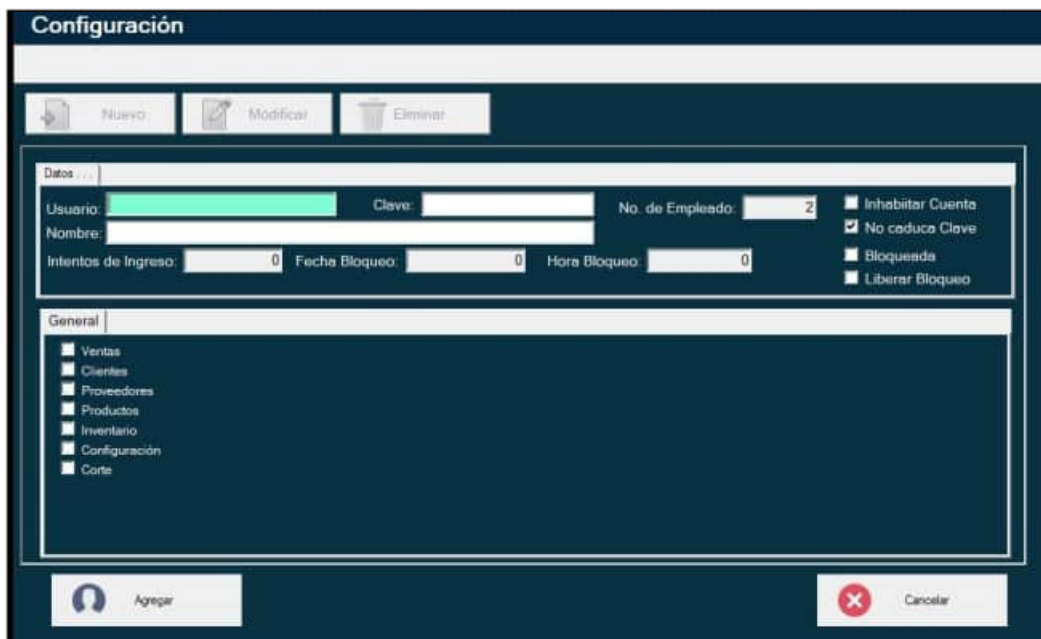 Configuración
Nuevo Modificar Eliminar
Datos . . .
Usuario: Clave: No. de Empleado: 2 Inhabiitar Cuenta
Nombre: No caduca Clave
Intentos de Ingreso: 0 Fecha Bloqueo: 0 Hora Bloqueo: 0 Bloqueada
Liberar Bloqueo
General
Ventas
Clientes
Proveedores
Productos
Inventario
Configuración
Corte
Agregar Cancelar